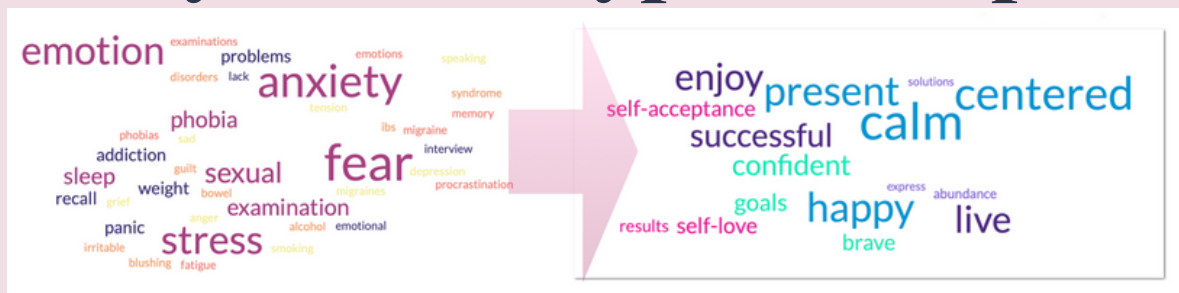 emotion examinations
problems emotions speaking
disorders lack anxiety
tension syndrome
phobia memory
phobias sad ibs migraine
addiction fear interview
sleep guilt sexual depression
weight bowel migraines procrastination
recall grief examination
anger alcohol emotional
panic stress smoking
irritable
blushing fatigue
enjoy present solutions centered
self-acceptance
successful calm
confident
express abundance
goals happy live
results self-love
brave